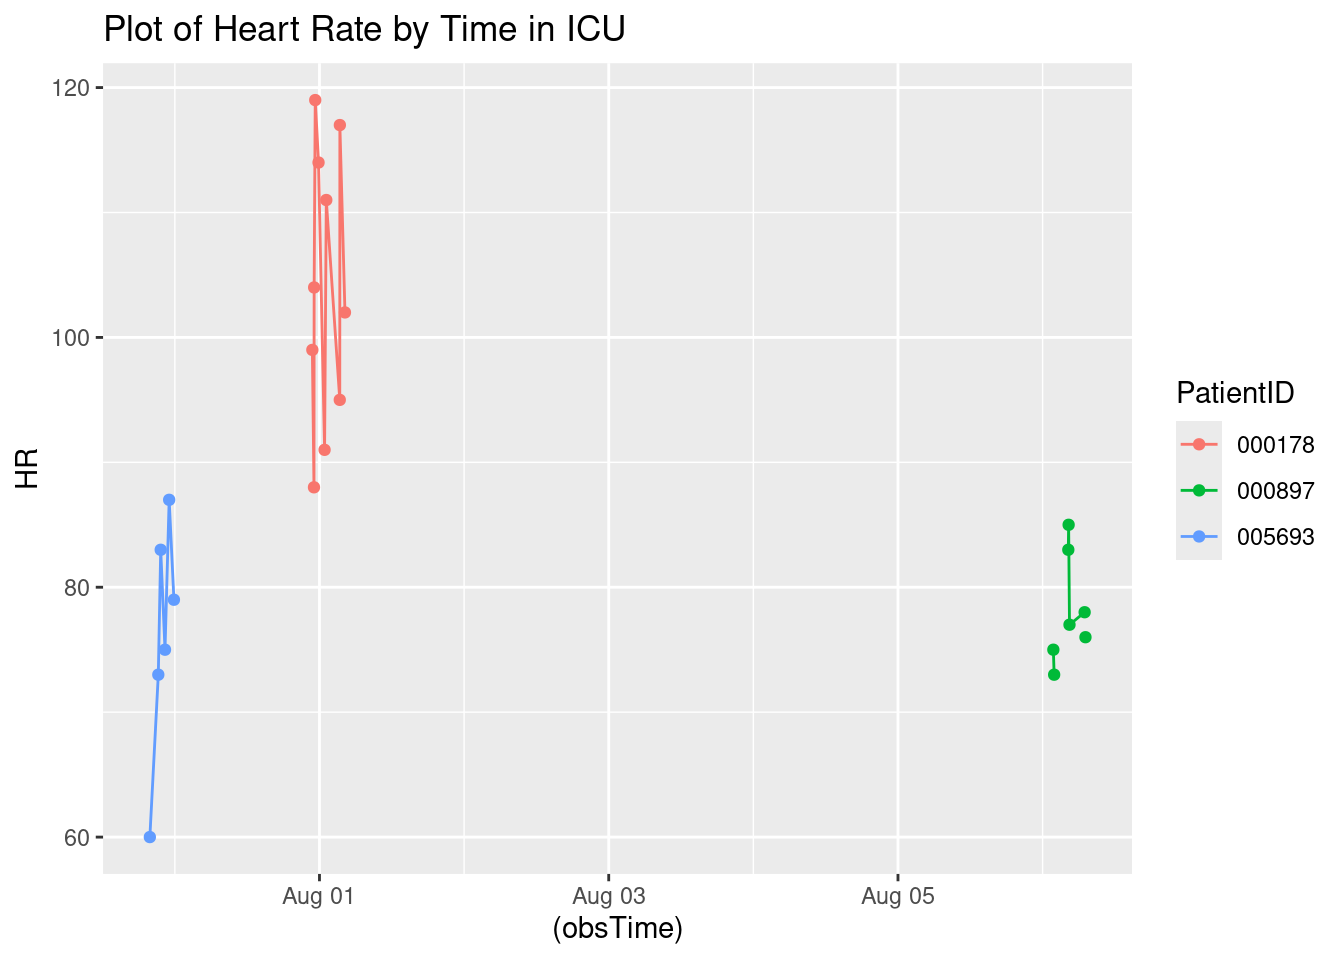 Plot of Heart Rate by Time in ICU
120
100
80
60
HR
Aug 01
Aug 03
Aug 05
(obsTime)
PatientID
000178
000897
005693